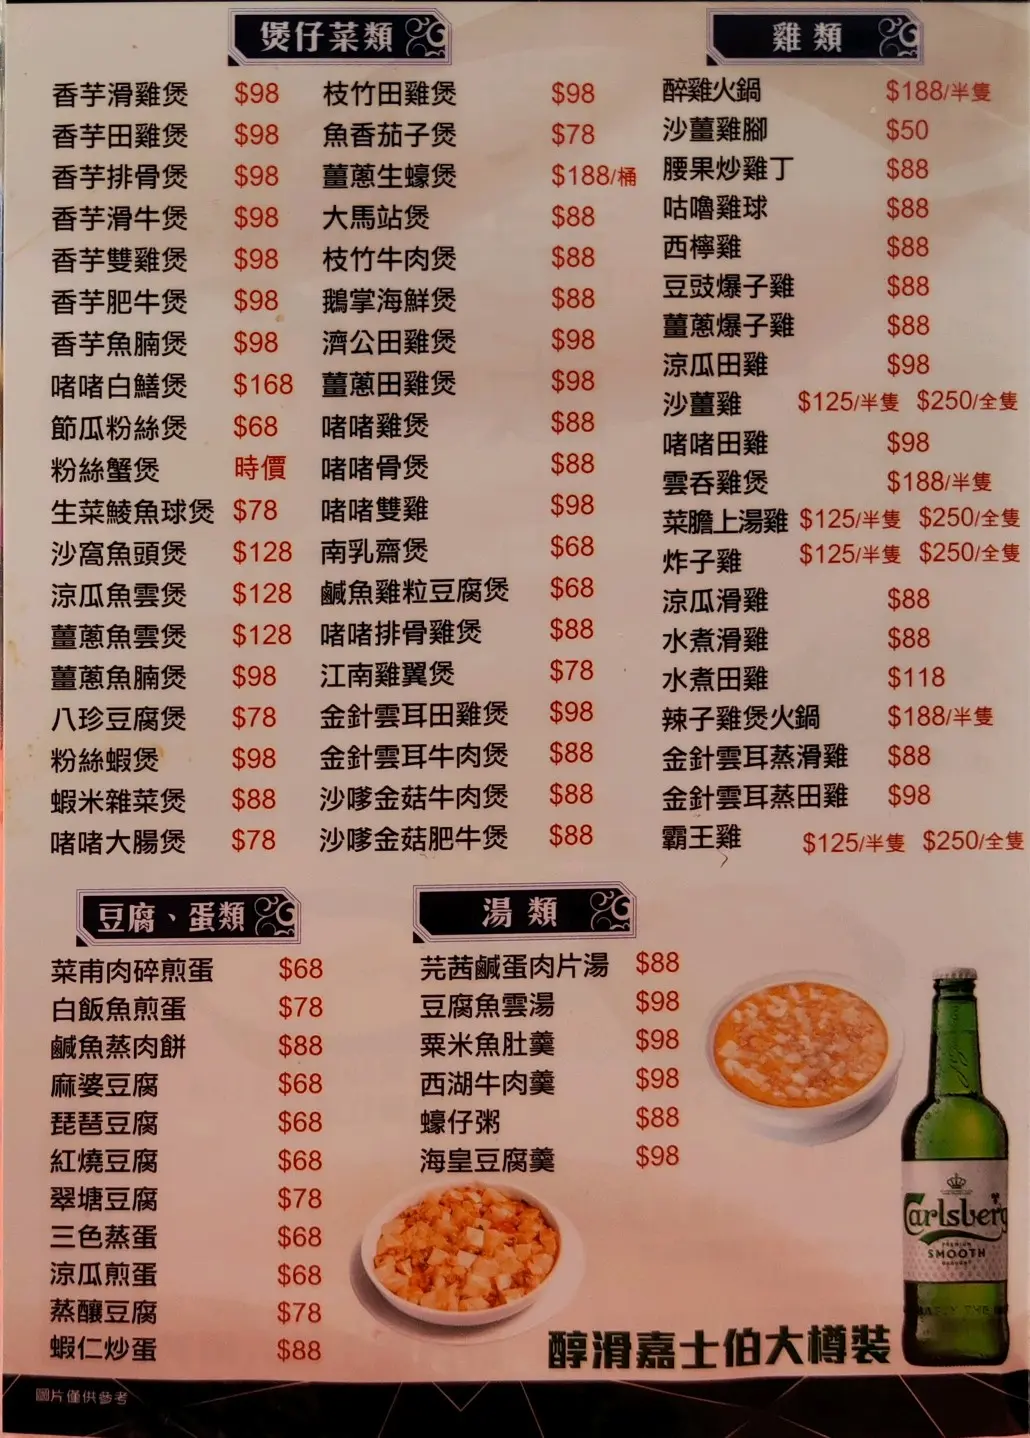 煲仔菜類
香芋滑雞煲 $98
香芋田雞煲 $98
香芋排骨煲 $98
香芋滑牛煲 $98
香芋雙雞煲 $98
香芋肥牛煲 $98
香芋魚腩煲 $98
啫啫白鱔煲 $168
節瓜粉絲煲 $68
粉絲蟹煲 時價
生菜鯪魚球煲 $78
沙窩魚頭煲 $128
涼瓜魚雲煲 $128
薑蔥魚雲煲 $128
薑蔥魚腩煲 $98
八珍豆腐煲 $78
粉絲蝦煲 $98
蝦米雜菜煲 $88
啫啫大腸煲 $78
枝竹田雞煲 $98
魚香茄子煲 $78
薑蔥生蠔煲 $188/桶
大馬站煲 $88
枝竹牛肉煲 $88
鵝掌海鮮煲 $88
濟公田雞煲 $98
薑蔥田雞煲 $98
啫啫雞煲 $88
啫啫骨煲 $88
啫啫雙雞 $98
南乳齋煲 $68
鹹魚雞粒豆腐煲 $68
啫啫排骨雞煲 $88
江南雞翼煲 $78
金針雲耳田雞煲 $98
金針雲耳牛肉煲 $88
沙嗲金菇牛肉煲 $88
沙嗲金菇肥牛煲 $88
雞類
醉雞火鍋 $188/半隻
沙薑雞腳 $50
腰果炒雞丁 $88
咕嚕雞球 $88
西檸雞 $88
豆豉爆子雞 $88
薑蔥爆子雞 $88
涼瓜田雞 $98
沙薑雞 $125/半隻 $250/全隻
啫啫田雞 $98
雲吞雞煲 $188/半隻
菜膽上湯雞 $125/半隻 $250/全隻
炸子雞 $125/半隻 $250/全隻
涼瓜滑雞 $88
水煮滑雞 $88
水煮田雞 $118
辣子雞煲火鍋 $188/半隻
金針雲耳蒸滑雞 $88
金針雲耳蒸田雞 $98
霸王雞 $125/半隻 $250/全隻
豆腐、蛋類
菜甫肉碎煎蛋 $68
白飯魚煎蛋 $78
鹹魚蒸肉餅 $88
麻婆豆腐 $68
琵琶豆腐 $68
紅燒豆腐 $68
翠塘豆腐 $78
三色蒸蛋 $68
涼瓜煎蛋 $68
蒸釀豆腐 $78
蝦仁炒蛋 $88
湯類
芫茜鹹蛋肉片湯 $88
豆腐魚雲湯 $98
粟米魚肚羹 $98
西湖牛肉羹 $98
蠔仔粥 $88
海皇豆腐羹 $98
Carlsberg
PREMIUM
SMOOTH
DRAUGHT
醇滑嘉士伯大樽裝
圖片僅供參考